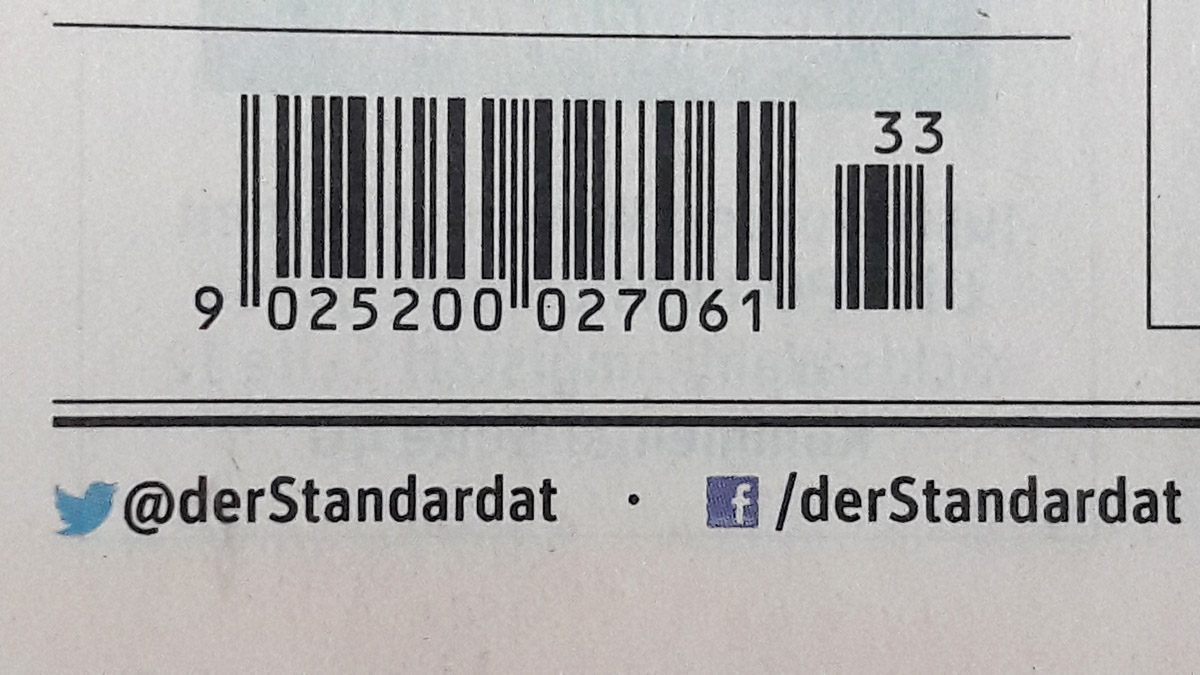 33
9 025200 027061
@derStandardat · /derStandardat